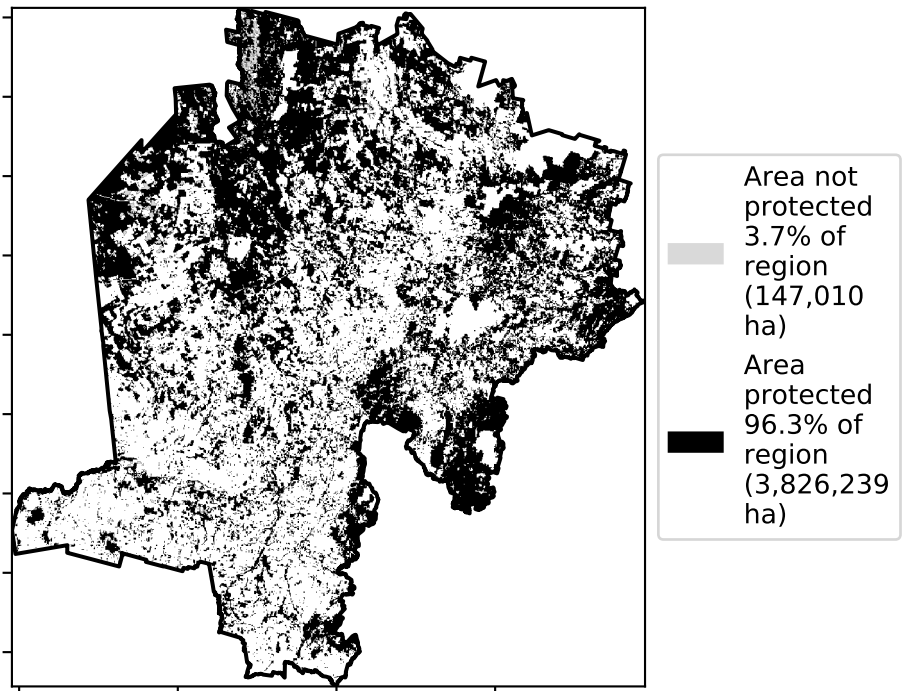 Area not
protected
3.7% of
region
(147,010
ha)
Area
protected
96.3% of
region
(3,826,239
ha)